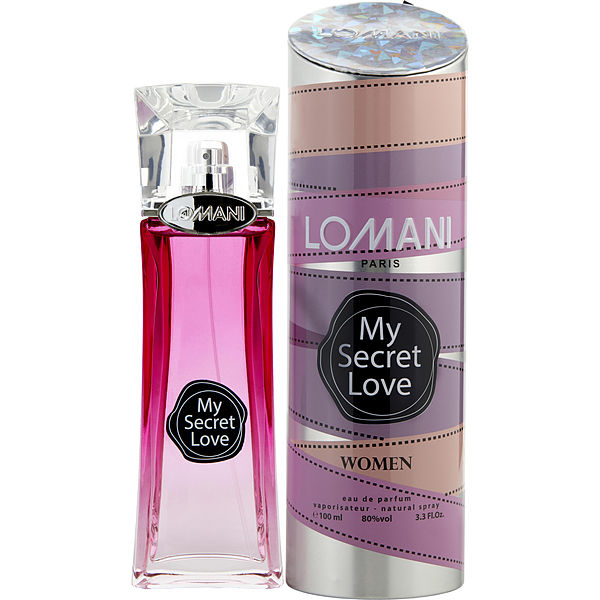 LOMANI
My
Secret
Love
LOMANI
LOMANI
PARIS
My
Secret
Love
WOMEN
eau de parfum
vaporisateur - natural spray
℮100 ml 80%vol 3.3 Fl.Oz.